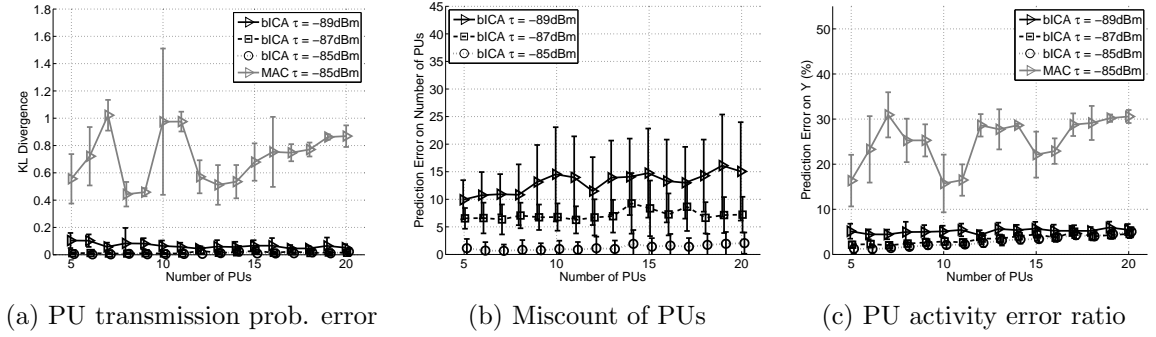 1.8
1.6
1.4
1.2
1
0.8
0.6
0.4
0.2
0
5
10
15
20
KL Divergence
Number of PUs
bICA τ = −89dBm
bICA τ = −87dBm
bICA τ = −85dBm
MAC τ = −85dBm
(a) PU transmission prob. error
45
40
35
30
25
20
15
10
5
0
5
10
15
20
Prediction Error on Number of PUs
Number of PUs
bICA τ = −89dBm
bICA τ = −87dBm
bICA τ = −85dBm
(b) Miscount of PUs
50
40
30
20
10
0
5
10
15
20
Prediction Error on Y (%)
Number of PUs
bICA τ = −89dBm
bICA τ = −87dBm
bICA τ = −85dBm
MAC τ = −85dBm
(c) PU activity error ratio